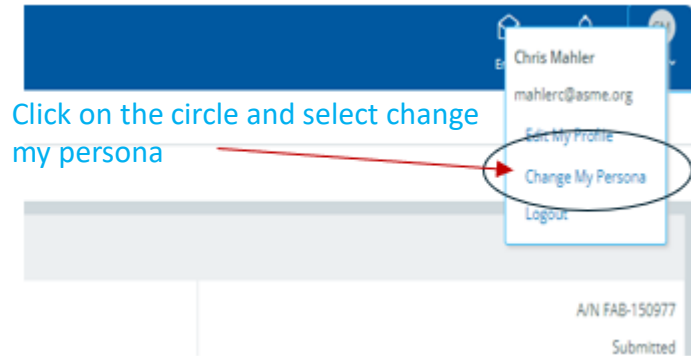 Chris Mahler
mahlerc@asme.org
Click on the circle and select change
my persona
Edit My Profile
Change My Persona
Logout
A/N FAB-150977
Submitted